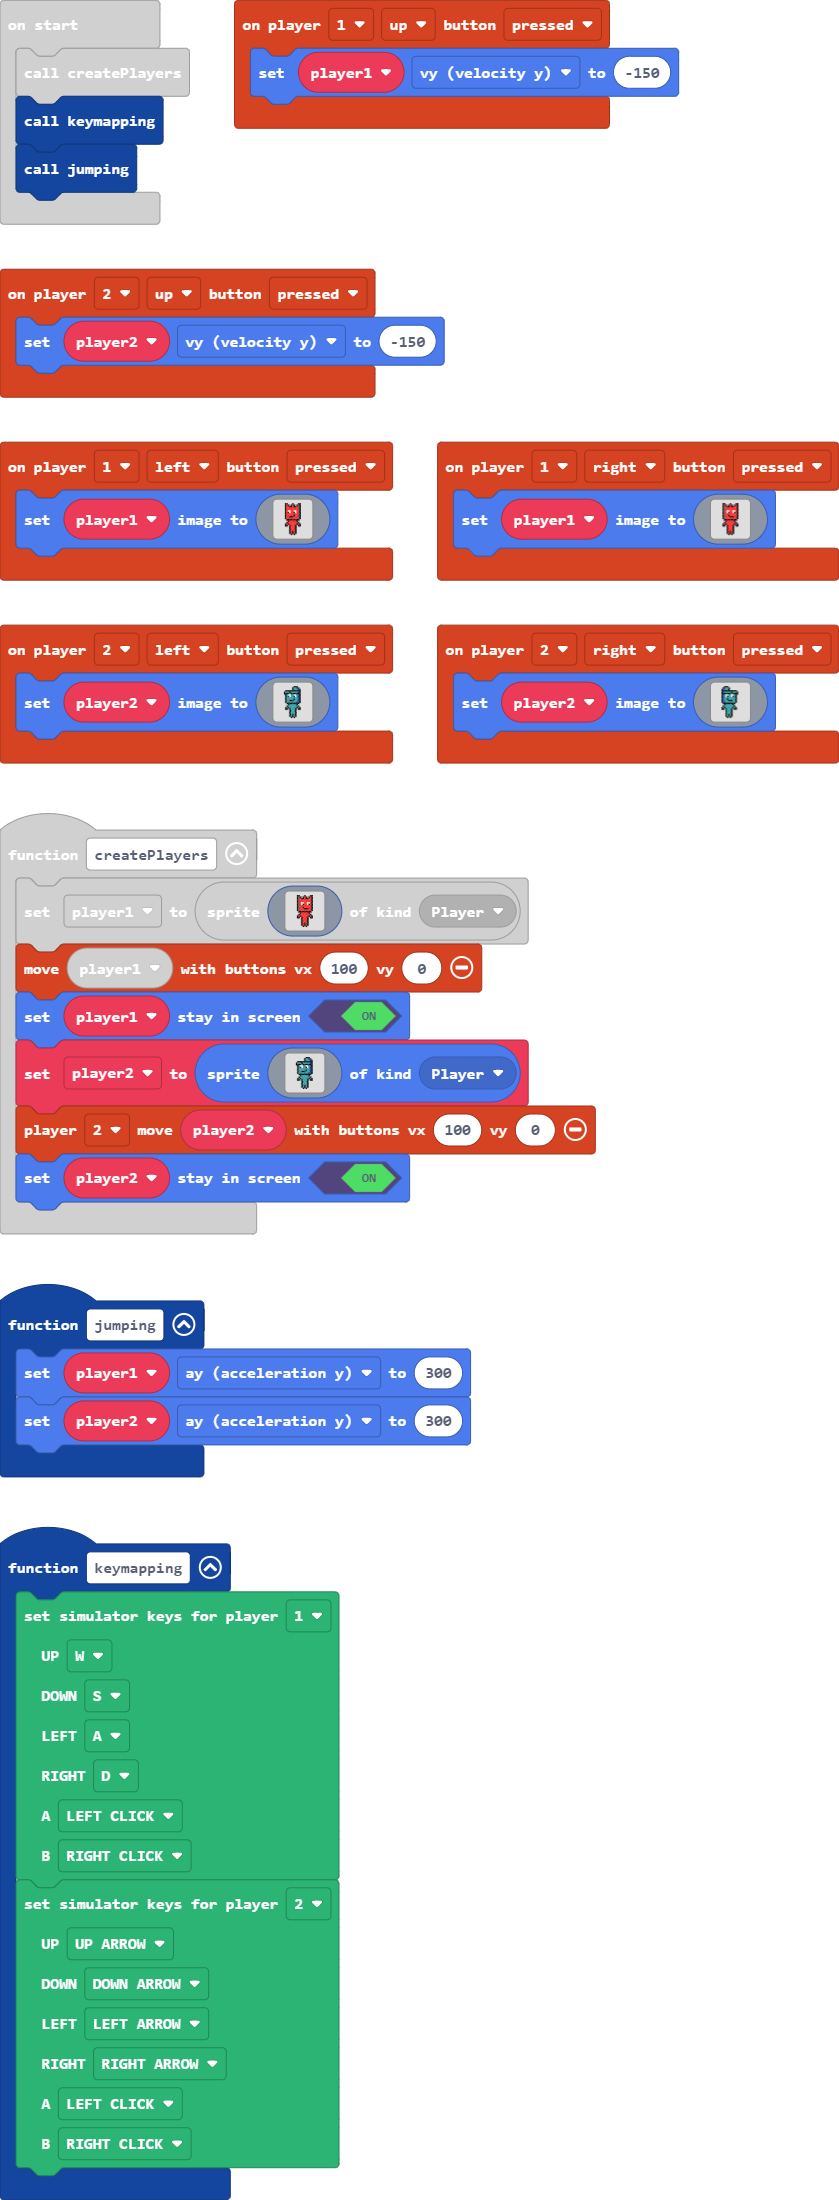 on start
call createPlayers
call keymapping
call jumping
on player 1 up button pressed
set player1 vy (velocity y) to -150
on player 2 up button pressed
set player2 vy (velocity y) to -150
on player 1 left button pressed
set player1 image to
on player 1 right button pressed
set player1 image to
on player 2 left button pressed
set player2 image to
on player 2 right button pressed
set player2 image to
function createPlayers
set player1 to sprite of kind Player
move player1 with buttons vx 100 vy 0
set player1 stay in screen ON
set player2 to sprite of kind Player
player 2 move player2 with buttons vx 100 vy 0
set player2 stay in screen ON
function jumping
set player1 ay (acceleration y) to 300
set player2 ay (acceleration y) to 300
function keymapping
set simulator keys for player 1
UP W
DOWN S
LEFT A
RIGHT D
A LEFT CLICK
B RIGHT CLICK
set simulator keys for player 2
UP UP ARROW
DOWN DOWN ARROW
LEFT LEFT ARROW
RIGHT RIGHT ARROW
A LEFT CLICK
B RIGHT CLICK